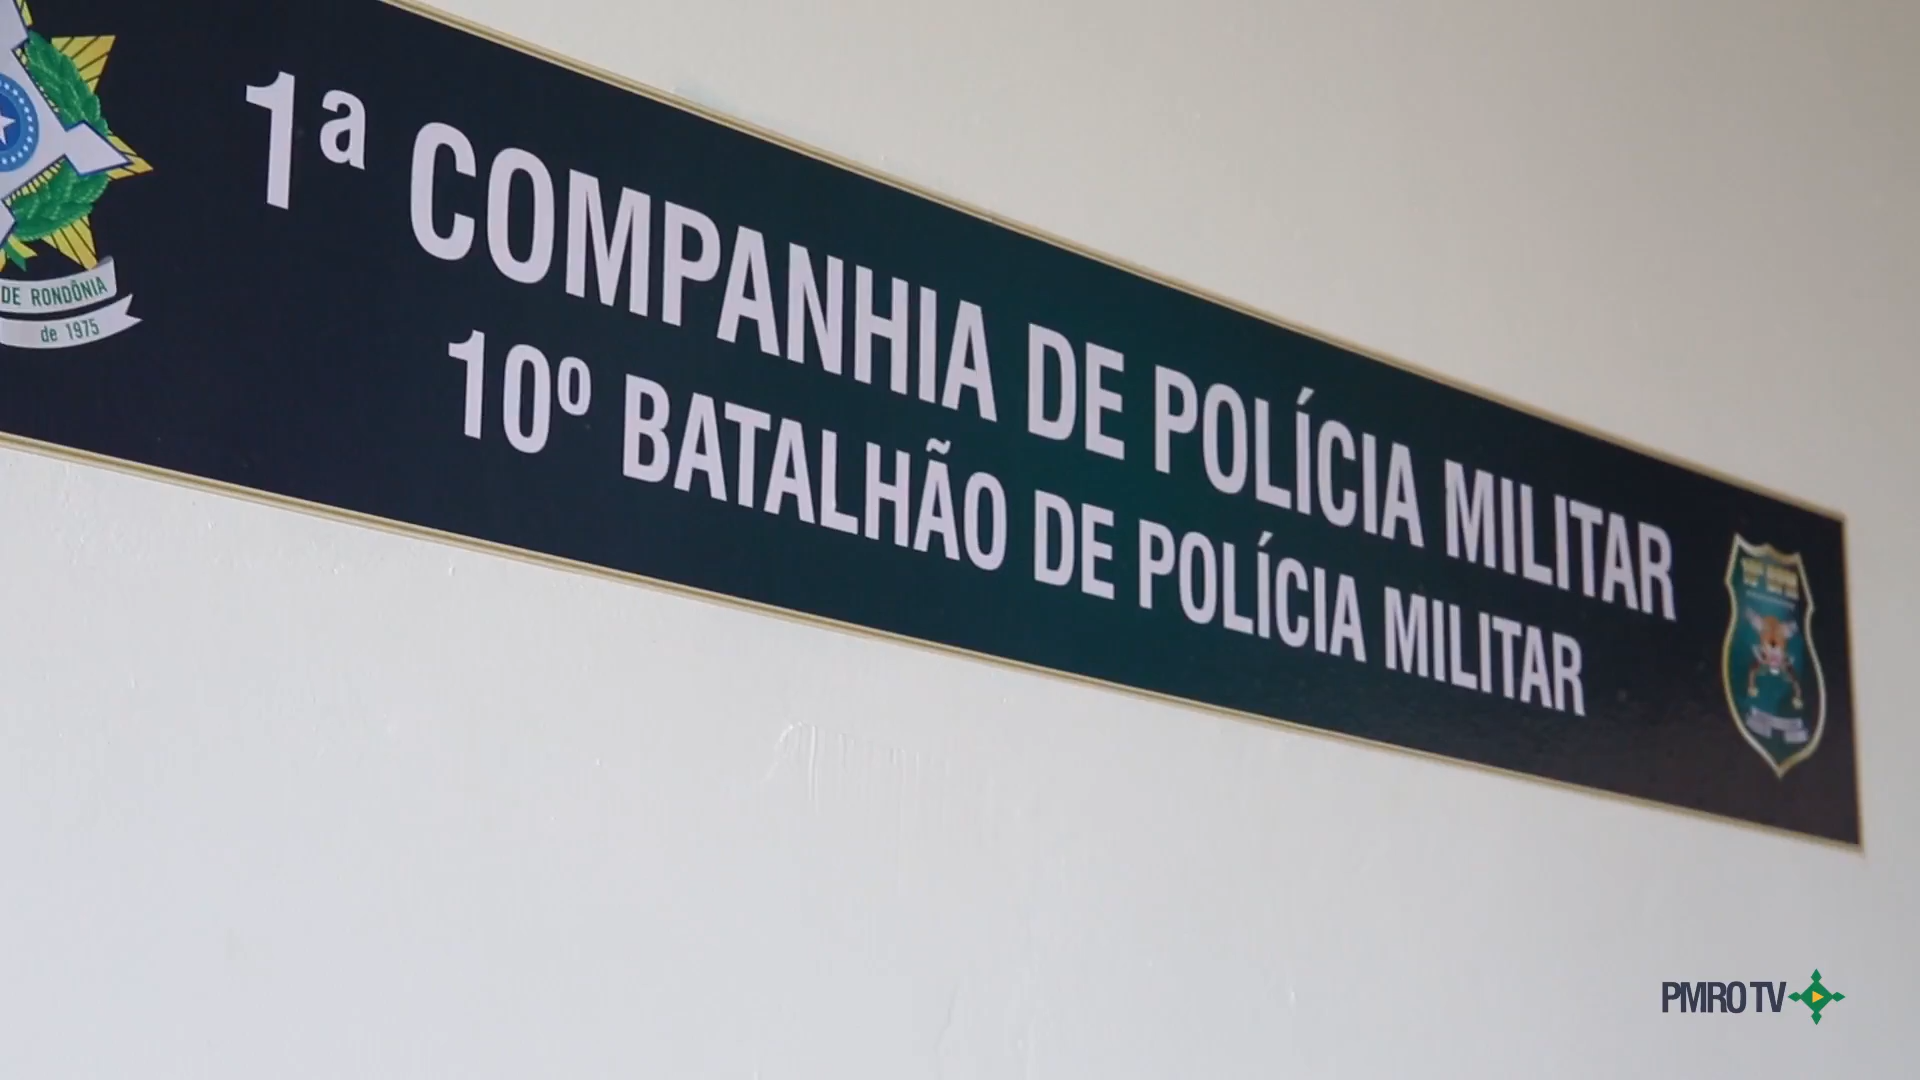 1ª COMPANHIA DE POLÍCIA MILITAR
10º BATALHÃO DE POLÍCIA MILITAR
DE RONDÔNIA
de 1975
PMRO TV